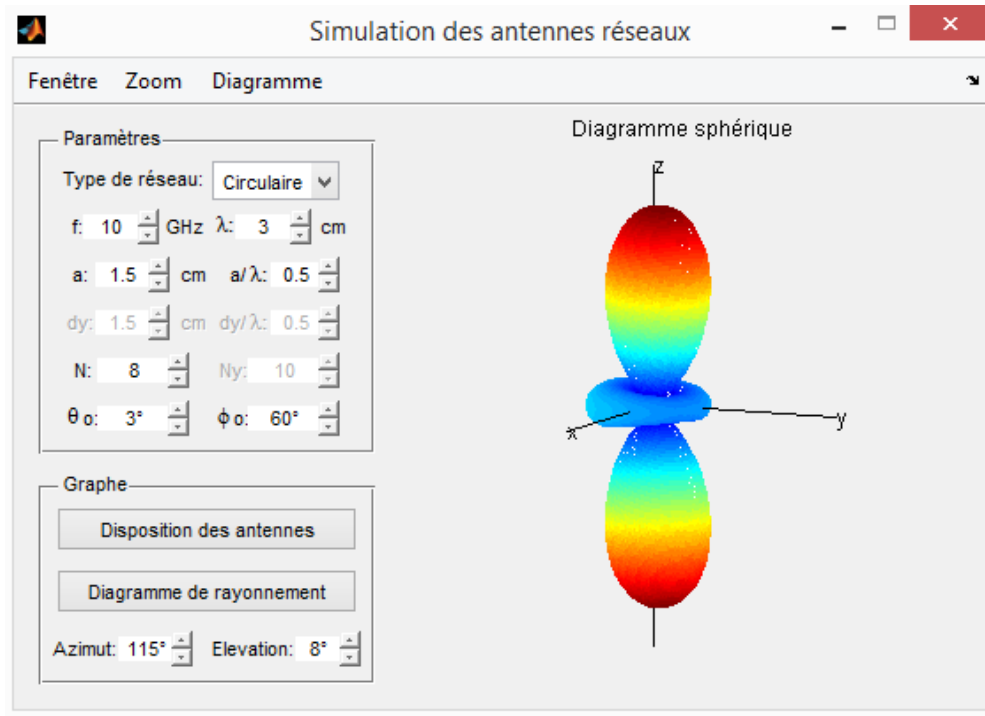 Simulation des antennes réseaux
Fenêtre Zoom Diagramme
Paramètres
Type de réseau: Circulaire
f: 10 GHz λ: 3 cm
a: 1.5 cm a/λ: 0.5
dy: 1.5 cm dy/λ: 0.5
N: 8 Ny: 10
θo: 3° ϕo: 60°
Graphe
Disposition des antennes
Diagramme de rayonnement
Azimut: 115° Elevation: 8°
Diagramme sphérique
z
x
y